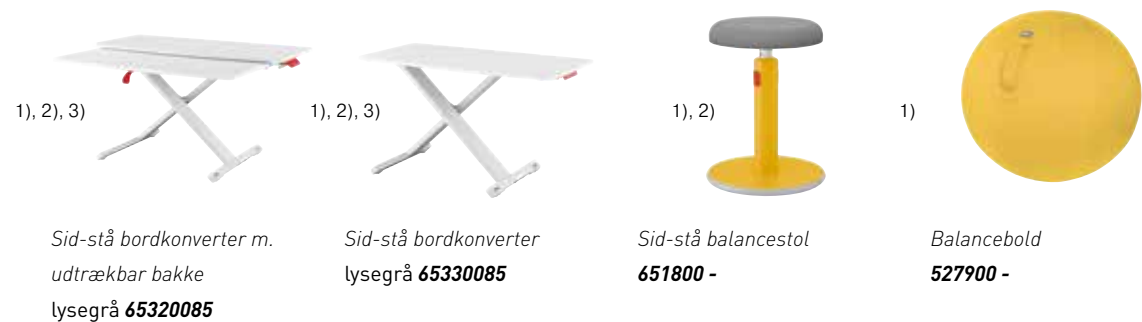 1), 2), 3)
1), 2), 3)
1), 2)
1)
Sid-stå bordkonverter m.
udtrækbar bakke
lysegrå 65320085
Sid-stå bordkonverter
lysegrå 65330085
Sid-stå balancestol
651800 -
Balancebold
527900 -